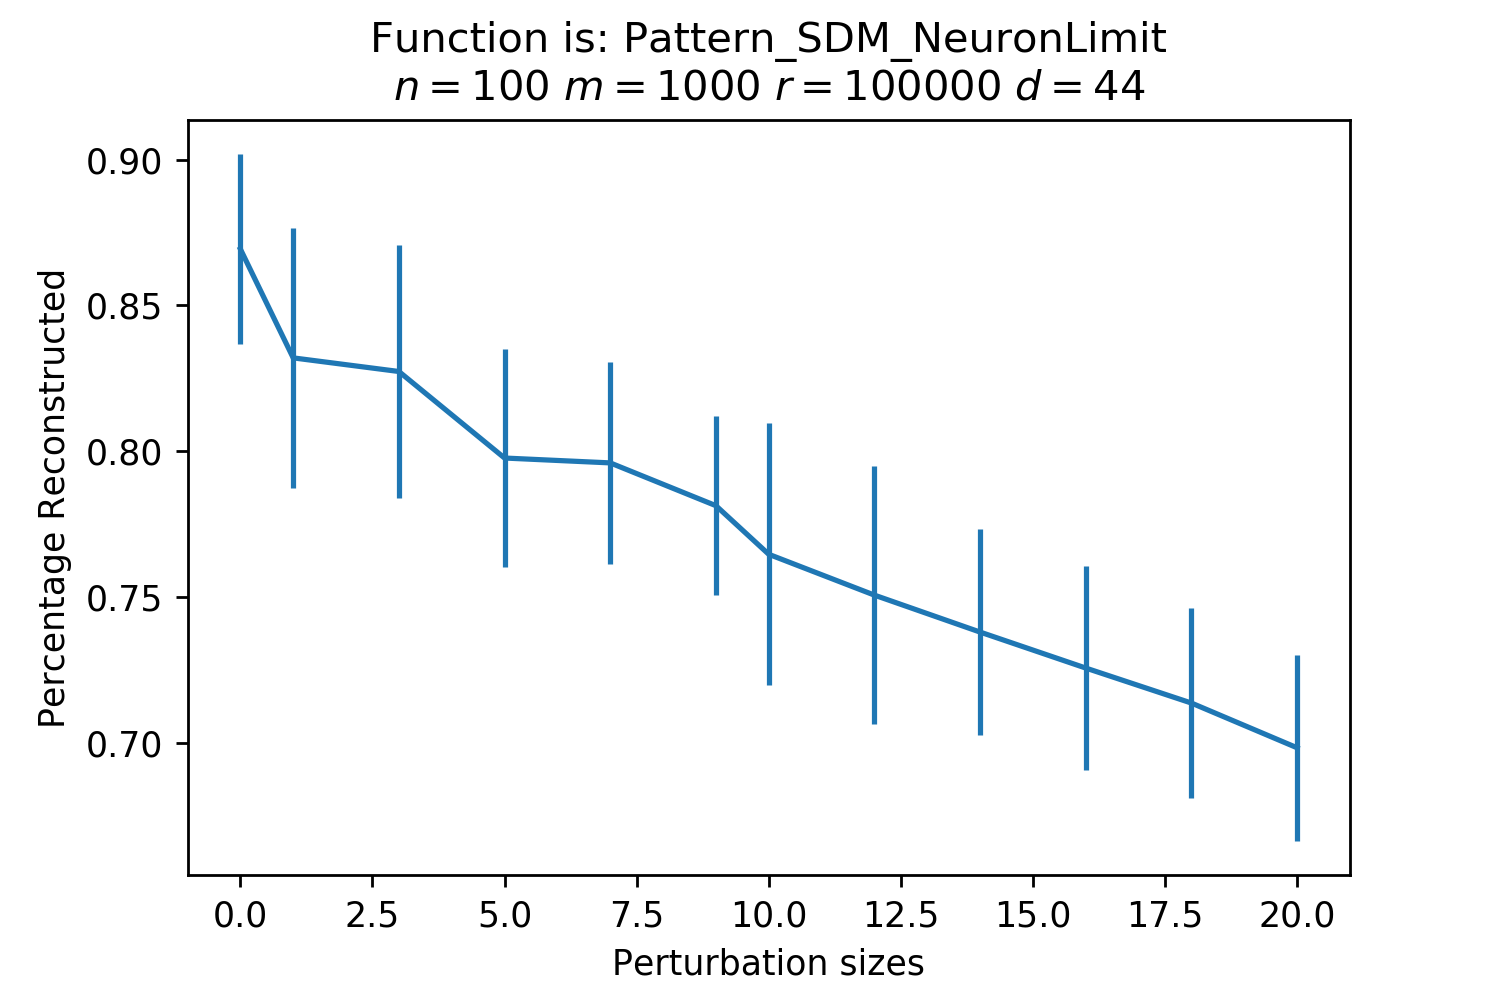 Function is: Pattern_SDM_NeuronLimit
n = 100 m = 1000 r = 100000 d = 44
Percentage Reconstructed
0.90
0.85
0.80
0.75
0.70
0.0 2.5 5.0 7.5 10.0 12.5 15.0 17.5 20.0
Perturbation sizes